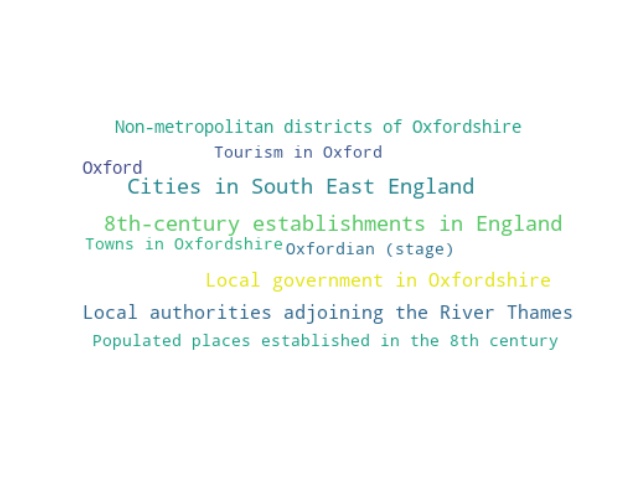 Non-metropolitan districts of Oxfordshire
Tourism in Oxford
Oxford
Cities in South East England
8th-century establishments in England
Towns in Oxfordshire
Oxfordian (stage)
Local government in Oxfordshire
Local authorities adjoining the River Thames
Populated places established in the 8th century